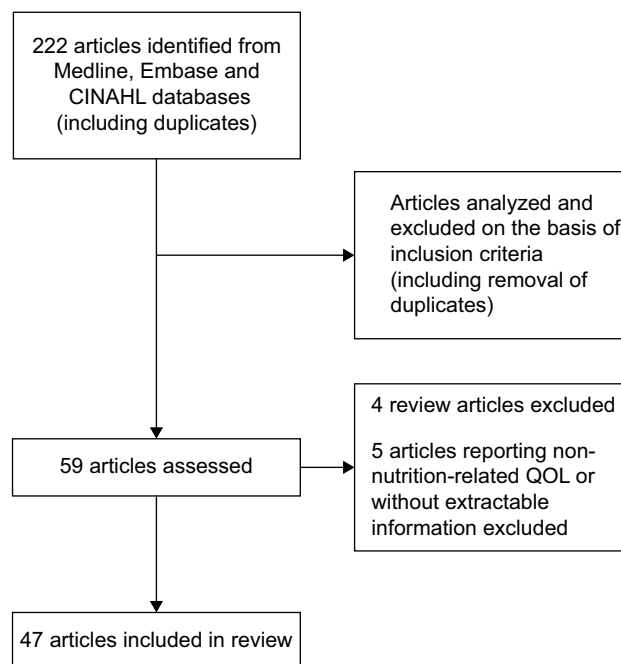 222 articles identified from
Medline, Embase and
CINAHL databases
(including duplicates)
Articles analyzed and
excluded on the basis of
inclusion criteria
(including removal of
duplicates)
4 review articles excluded
5 articles reporting non-
nutrition-related QOL or
without extractable
information excluded
59 articles assessed
47 articles included in review